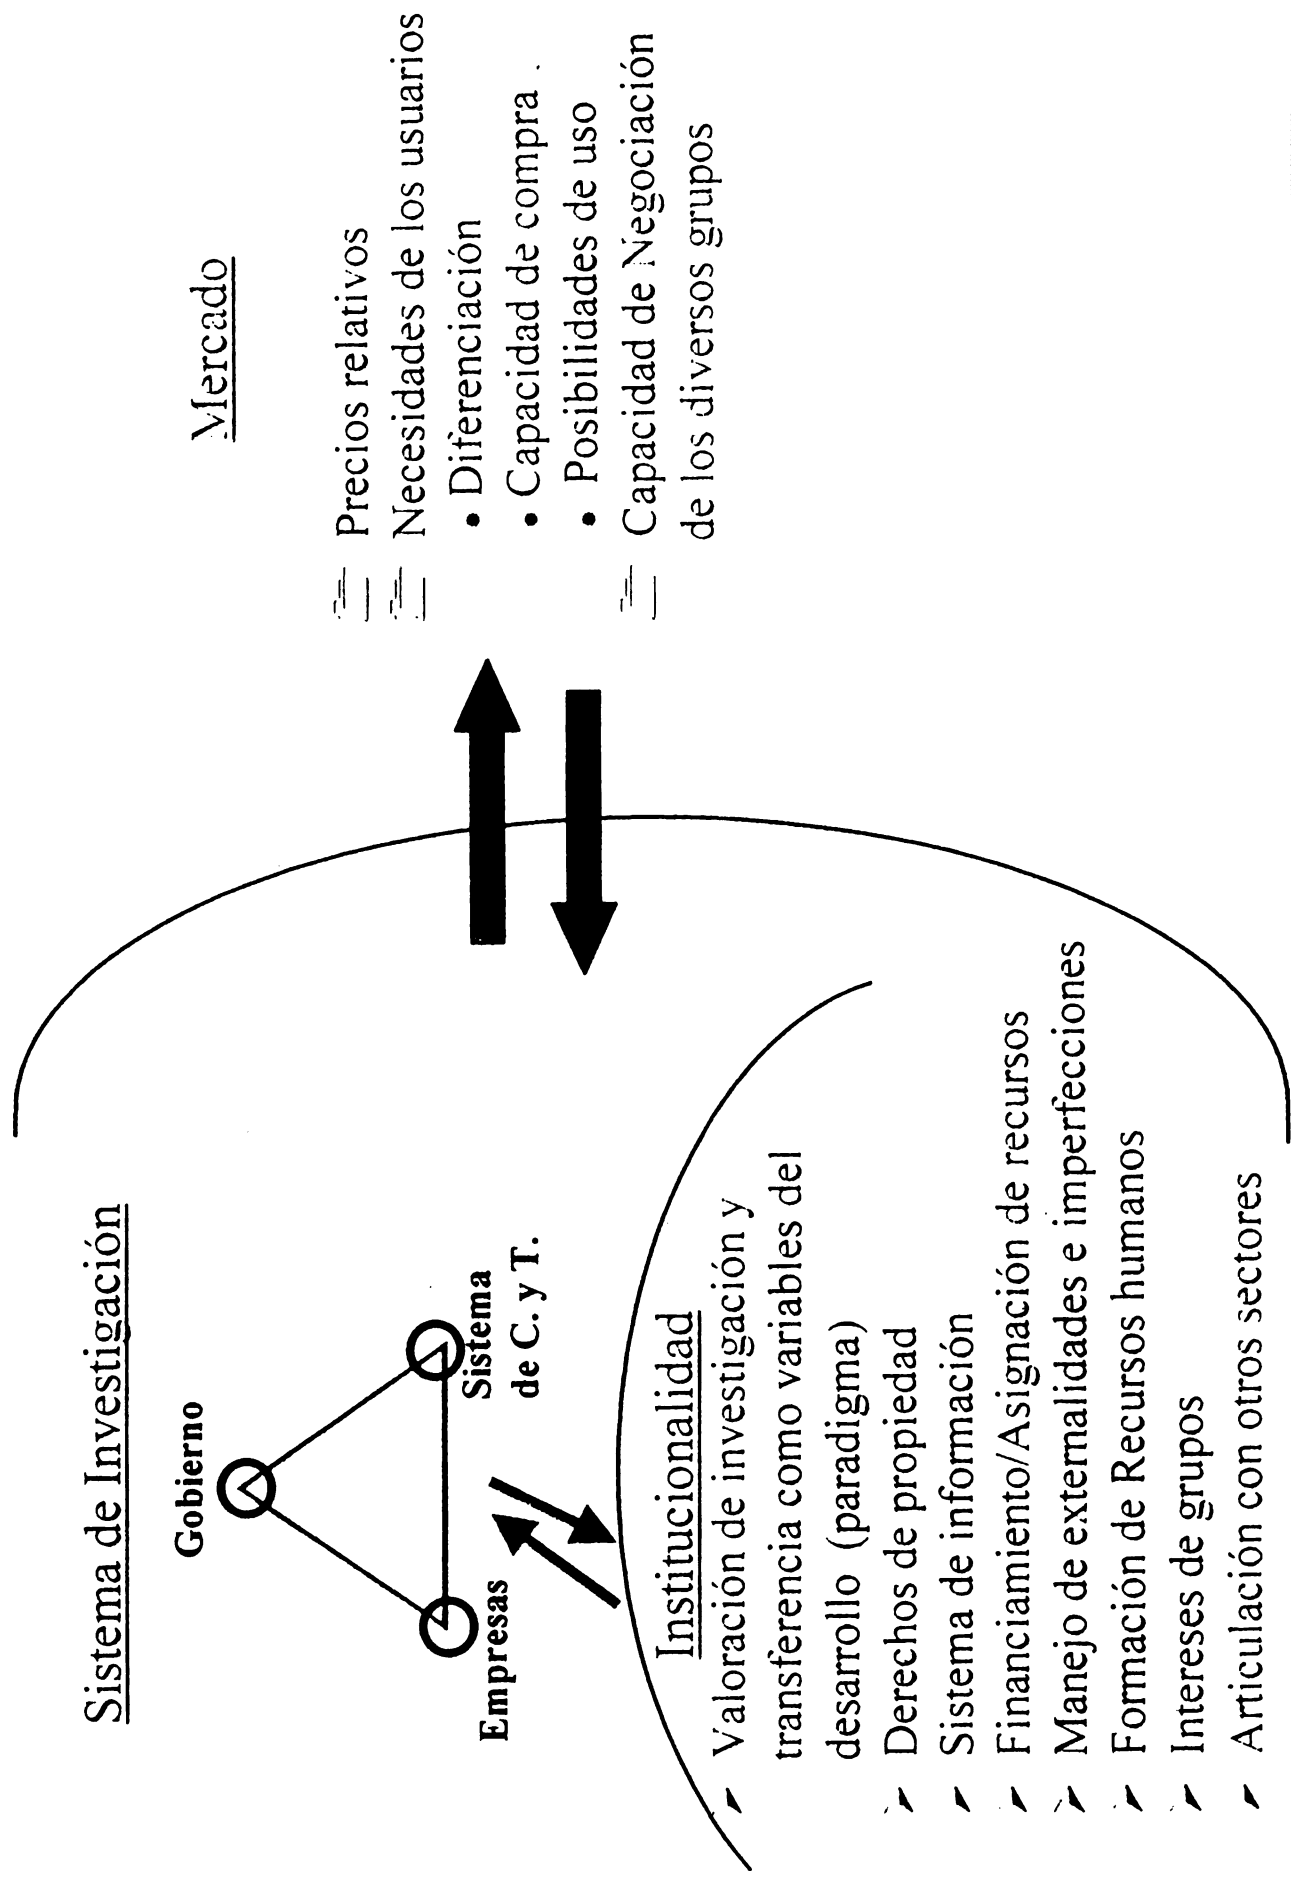 Sistema de Investigación
Gobierno
Empresas
Sistema
de C. y T.
Institucionalidad
Valoración de investigación y
transferencia como variables del
desarrollo (paradigma)
Derechos de propiedad
Sistema de información
Financiamiento/Asignación de recursos
Manejo de externalidades e imperfecciones
Formación de Recursos humanos
Intereses de grupos
Articulación con otros sectores
Mercado
Precios relativos
Necesidades de los usuarios
• Diferenciación
• Capacidad de compra
• Posibilidades de uso
Capacidad de Negociación
de los diversos grupos